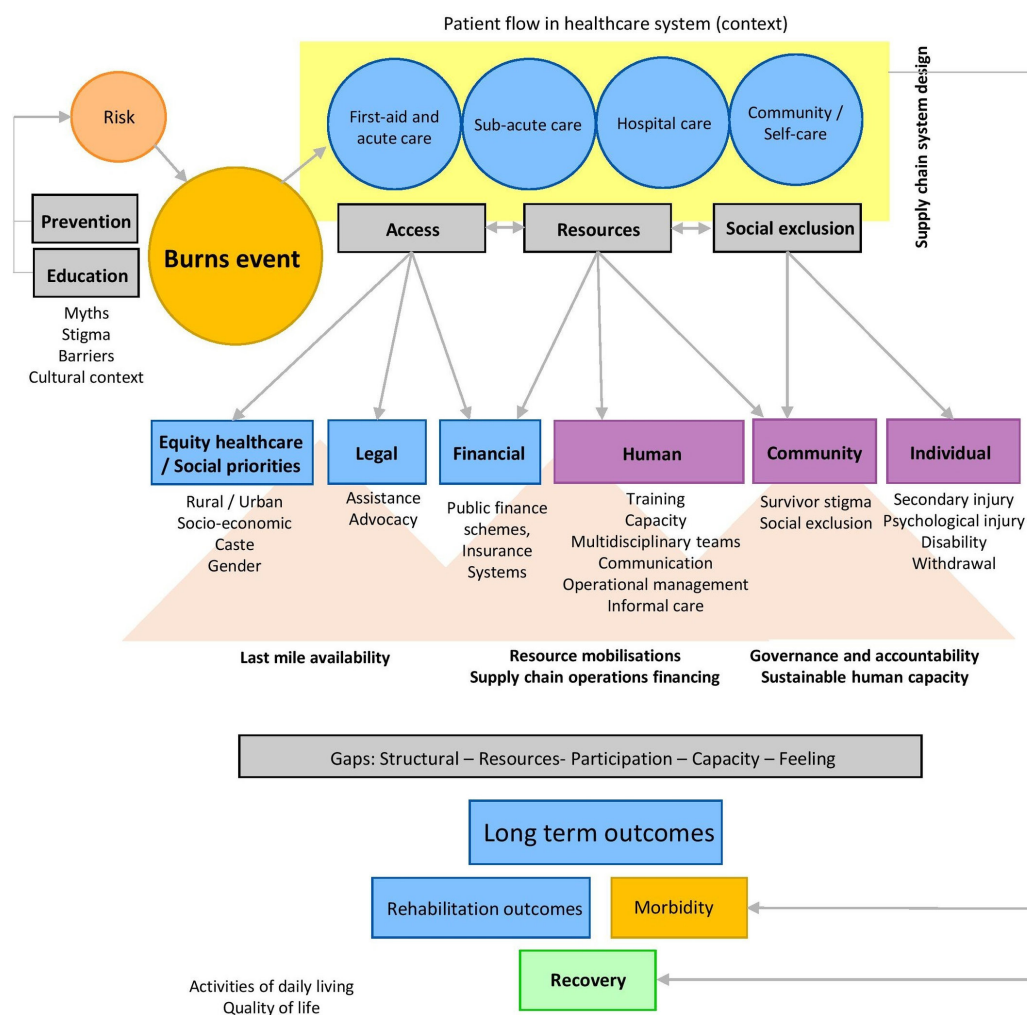 Patient flow in healthcare system (context)
Supply chain system design
Risk
First-aid and
acute care
Sub-acute care
Hospital care
Community /
Self-care
Prevention
Education
Myths
Stigma
Barriers
Cultural context
Burns event
Access
Resources
Social exclusion
Equity healthcare
/ Social priorities
Rural / Urban
Socio-economic
Caste
Gender
Legal
Assistance
Advocacy
Financial
Public finance
schemes,
Insurance
Systems
Human
Training
Capacity
Multidisciplinary teams
Communication
Operational management
Informal care
Community
Survivor stigma
Social exclusion
Individual
Secondary injury
Psychological injury
Disability
Withdrawal
Last mile availability
Resource mobilisations
Supply chain operations financing
Governance and accountability
Sustainable human capacity
Gaps: Structural – Resources- Participation – Capacity – Feeling
Long term outcomes
Rehabilitation outcomes
Morbidity
Recovery
Activities of daily living
Quality of life